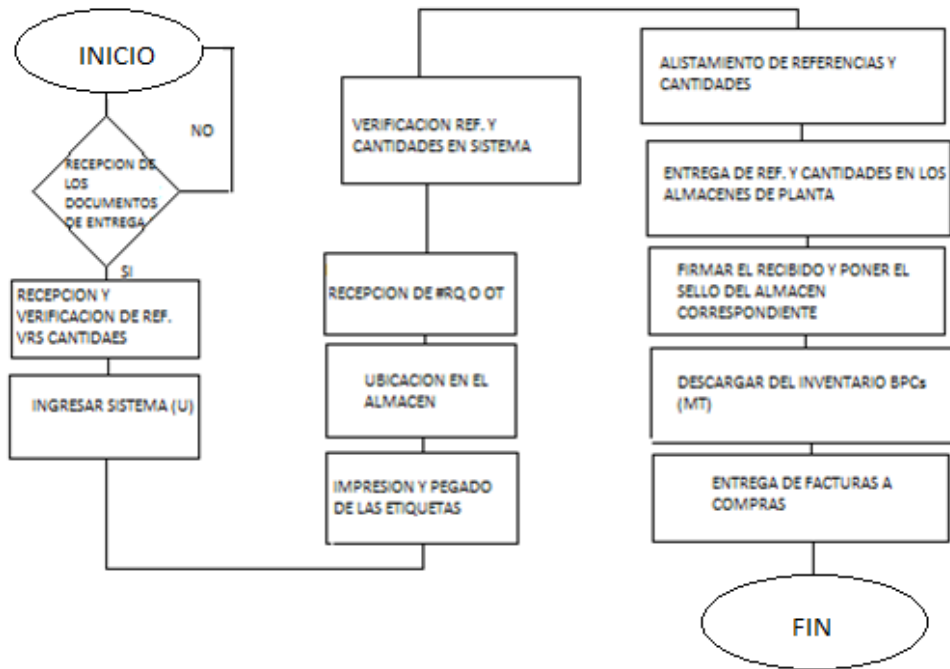 INICIO
NO
RECEPCION DE
LOS
DOCUMENTOS
DE ENTREGA
SI
RECEPCION Y
VERIFICACION DE REF.
VRS CANTIDAES
INGRESAR SISTEMA (U)
IMPRESION Y PEGADO
DE LAS ETIQUETAS
UBICACION EN EL
ALMACEN
RECEPCION DE #RQ O OT
VERIFICACION REF. Y
CANTIDADES EN SISTEMA
ALISTAMIENTO DE REFERENCIAS Y
CANTIDADES
ENTREGA DE REF. Y CANTIDADES EN LOS
ALMACENES DE PLANTA
FIRMAR EL RECIBIDO Y PONER EL
SELLO DEL ALMACEN
CORRESPONDIENTE
DESCARGAR DEL INVENTARIO BPCs
(MT)
ENTREGA DE FACTURAS A
COMPRAS
FIN